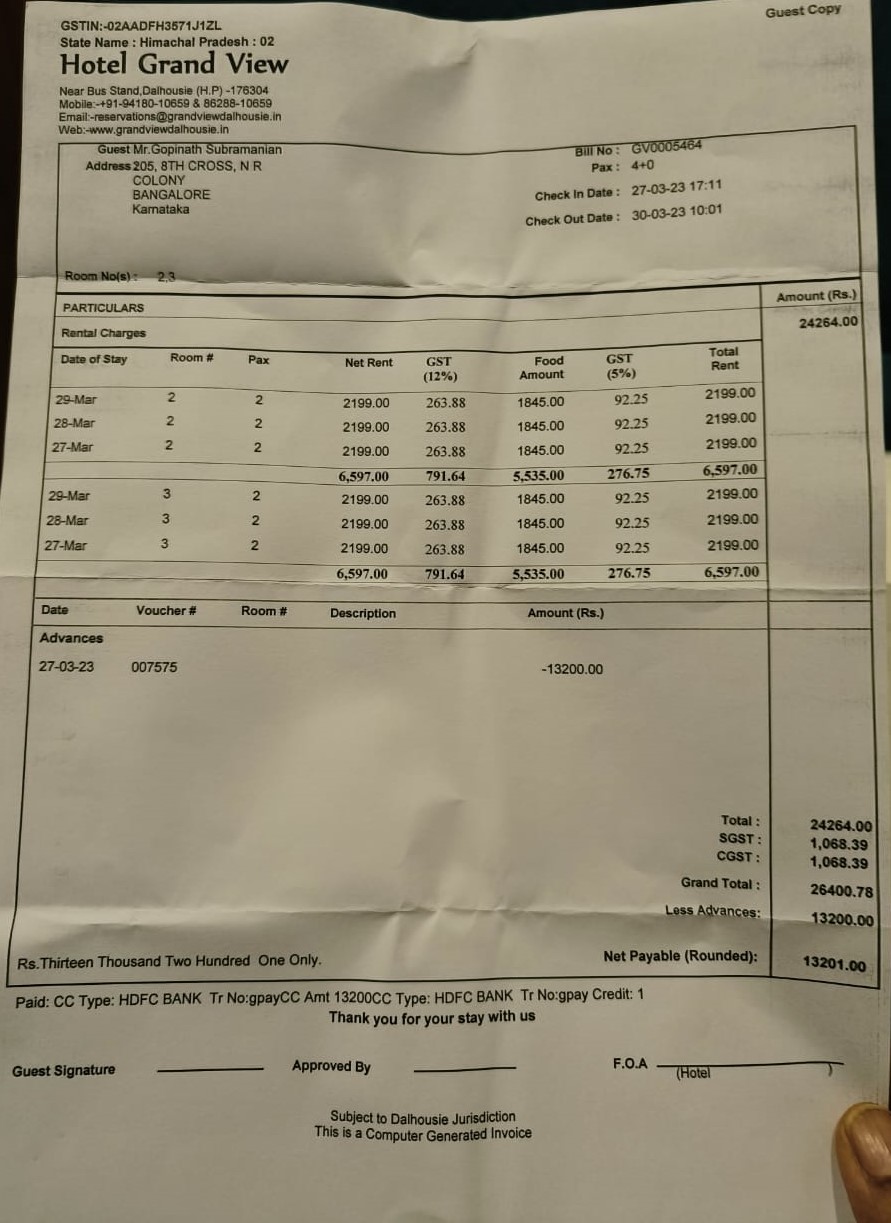 Guest Copy
GSTIN:-02AADFH3571J1ZL
State Name : Himachal Pradesh : 02
Hotel Grand View
Near Bus Stand,Dalhousie (H.P) -176304
Mobile:-+91-94180-10659 & 86288-10659
Email:-reservations@grandviewdalhousie.in
Web:-www.grandviewdalhousie.in
Guest Mr.Gopinath Subramanian
Bill No : GV0005464
Address 205, 8TH CROSS, N R
Pax : 4+0
COLONY
BANGALORE
Check In Date : 27-03-23 17:11
Karnataka
Check Out Date : 30-03-23 10:01
Room No(s) : 2,3
PARTICULARS Amount (Rs.)
Rental Charges 24264.00
Date of Stay Room # Pax Net Rent GST (12%) Food Amount GST (5%) Total Rent
29-Mar 2 2 2199.00 263.88 1845.00 92.25 2199.00
28-Mar 2 2 2199.00 263.88 1845.00 92.25 2199.00
27-Mar 2 2 2199.00 263.88 1845.00 92.25 2199.00
6,597.00 791.64 5,535.00 276.75 6,597.00
29-Mar 3 2 2199.00 263.88 1845.00 92.25 2199.00
28-Mar 3 2 2199.00 263.88 1845.00 92.25 2199.00
27-Mar 3 2 2199.00 263.88 1845.00 92.25 2199.00
6,597.00 791.64 5,535.00 276.75 6,597.00
Date Voucher # Room # Description Amount (Rs.)
Advances
27-03-23 007575 -13200.00
Total : 24264.00
SGST : 1,068.39
CGST : 1,068.39
Grand Total : 26400.78
Less Advances: 13200.00
Rs.Thirteen Thousand Two Hundred One Only. Net Payable (Rounded): 13201.00
Paid: CC Type: HDFC BANK Tr No:gpayCC Amt 13200CC Type: HDFC BANK Tr No:gpay Credit: 1
Thank you for your stay with us
Guest Signature Approved By F.O.A
(Hotel )
Subject to Dalhousie Jurisdiction
This is a Computer Generated Invoice